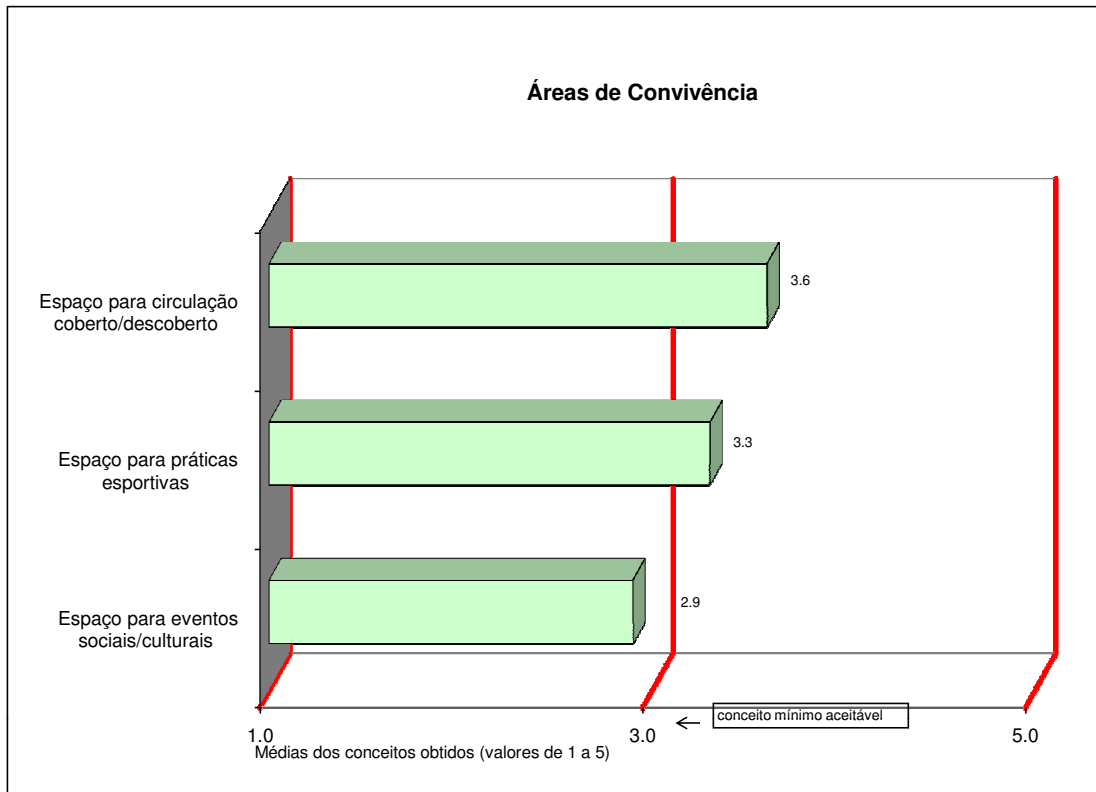 Áreas de Convivência
Espaço para circulação
coberto/descoberto
3.6
Espaço para práticas
esportivas
3.3
Espaço para eventos
sociais/culturais
2.9
conceito mínimo aceitável
1.0
3.0
5.0
Médias dos conceitos obtidos (valores de 1 a 5)